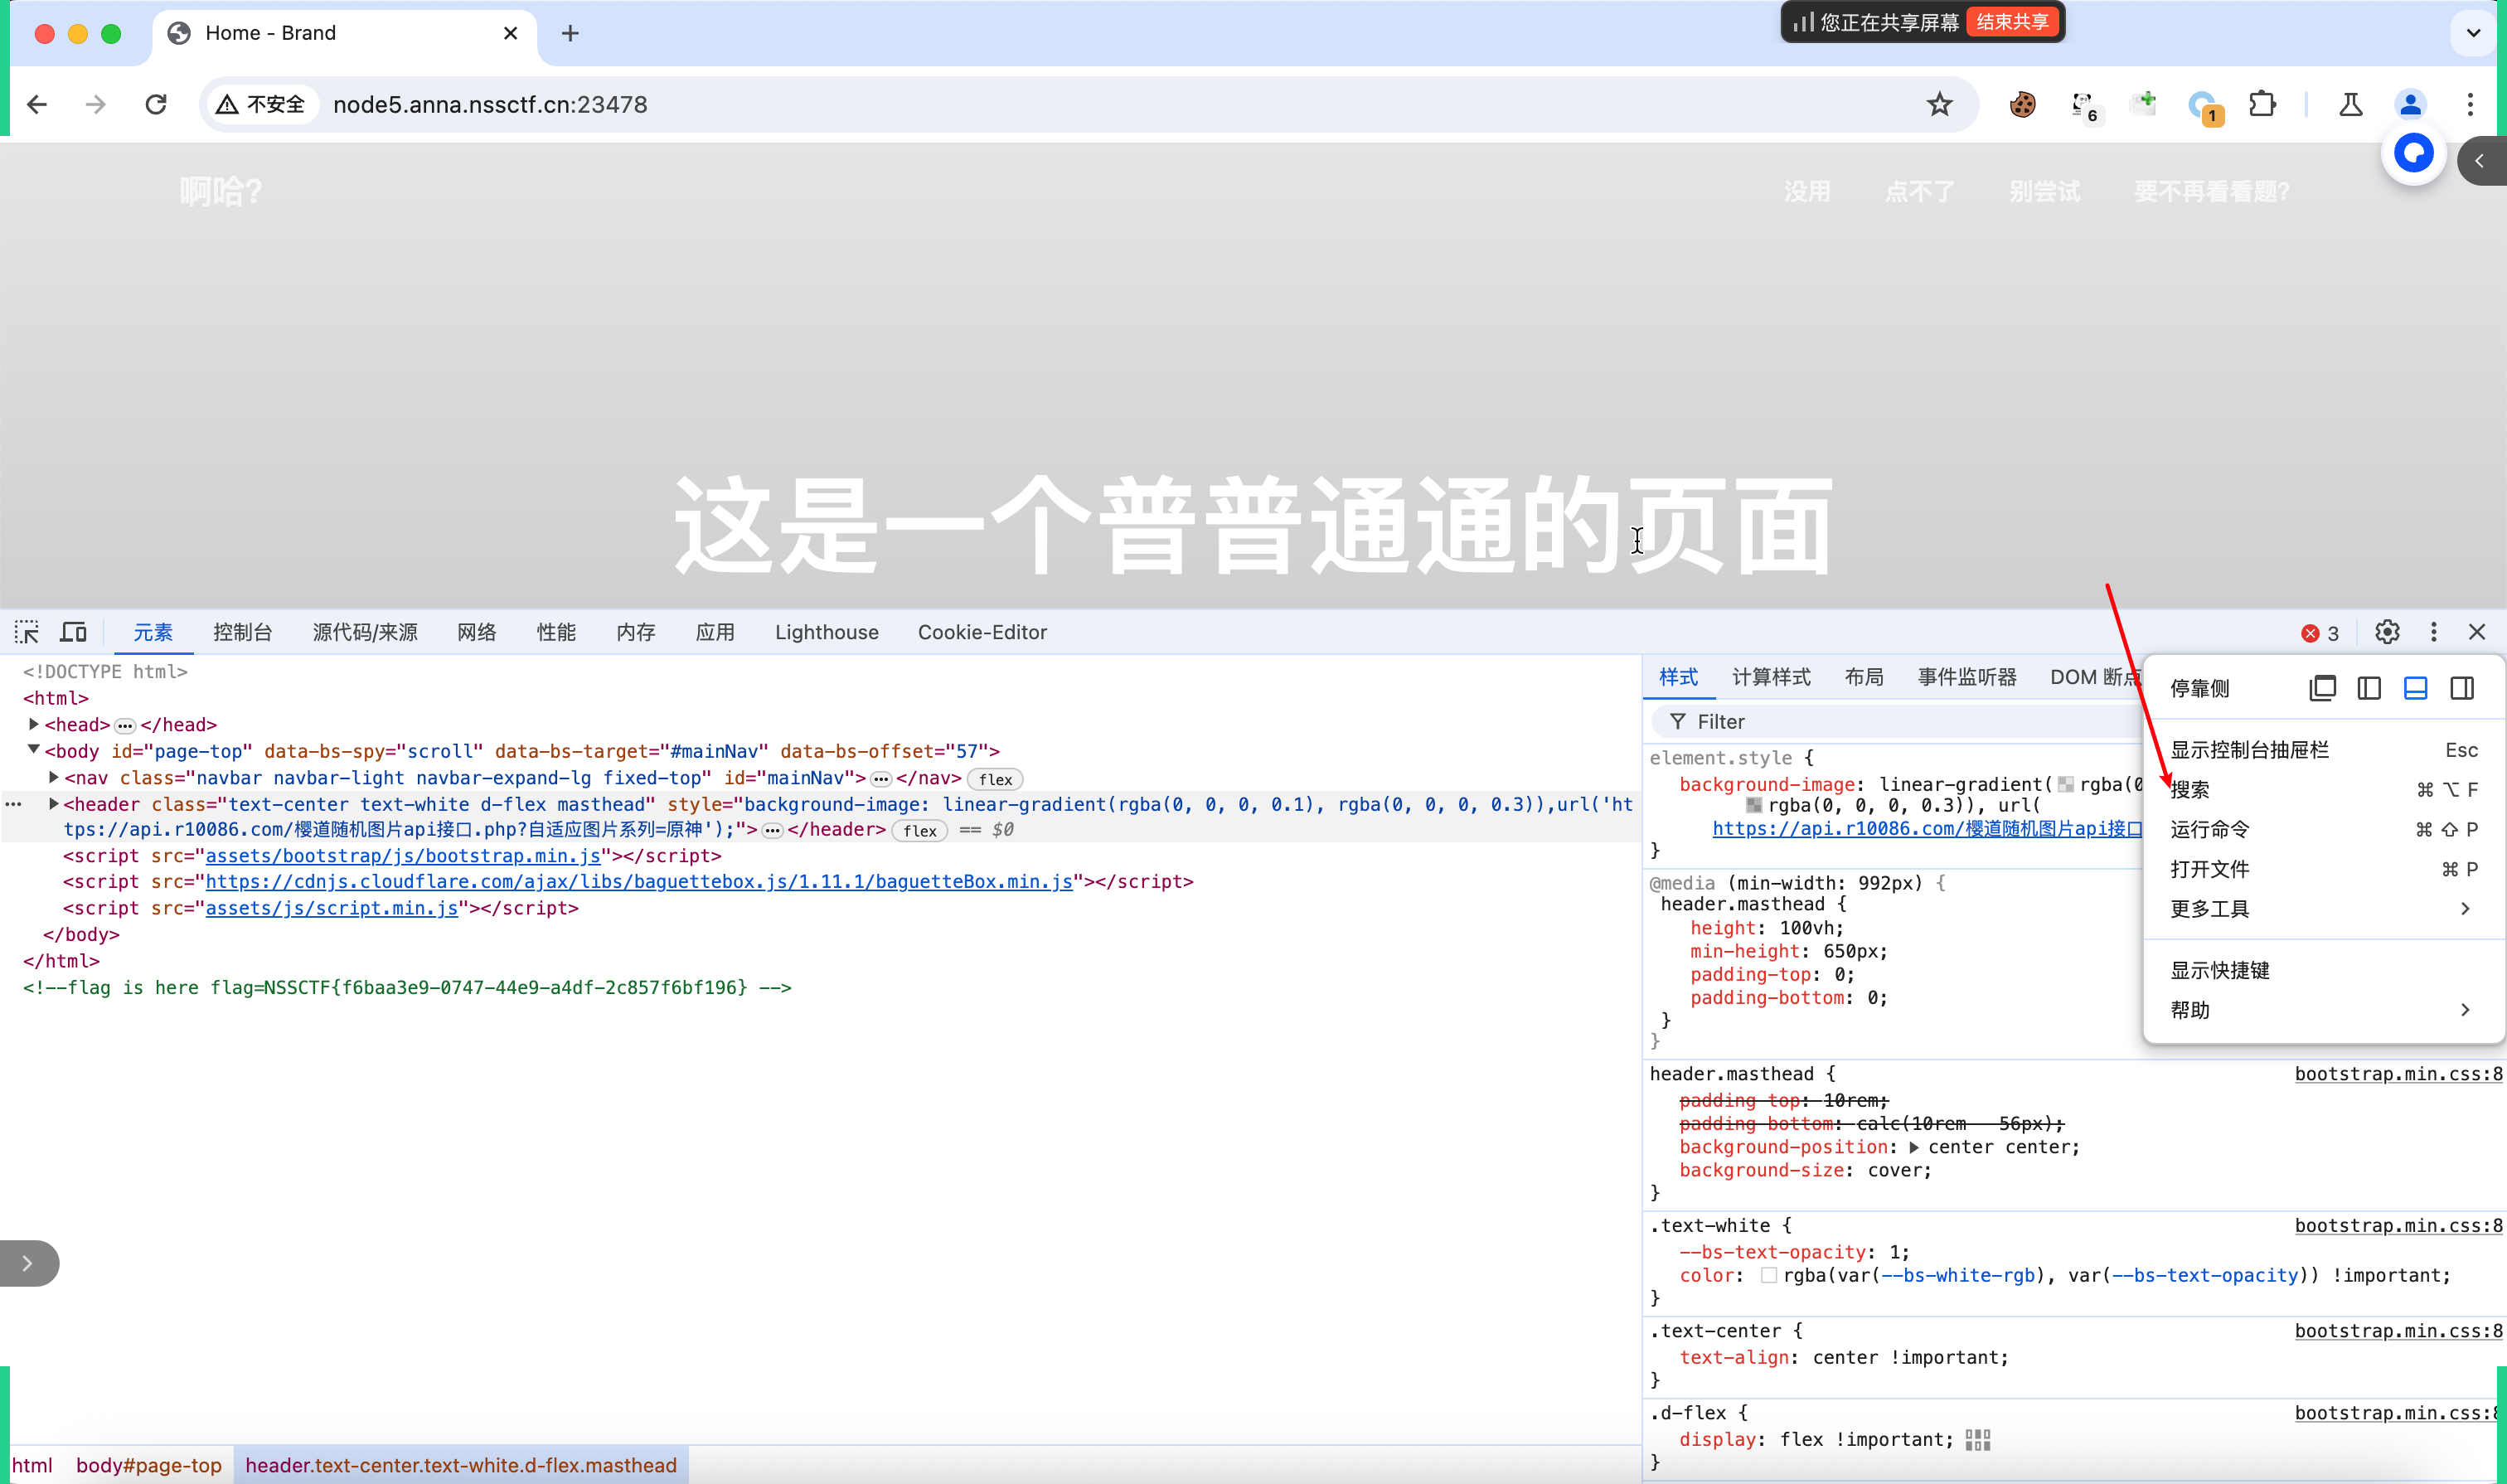 Home - Brand
您正在共享屏幕 结束共享
不安全 node5.anna.nssctf.cn:23478
6
1
啊哈?
没用 点不了 别尝试 要不再看看题?
这是一个普普通通的页面
元素 控制台 源代码/来源 网络 性能 内存 应用 Lighthouse Cookie-Editor
3
<!DOCTYPE html>
<html>
<head> ••• </head>
<body id="page-top" data-bs-spy="scroll" data-bs-target="#mainNav" data-bs-offset="57">
<nav class="navbar navbar-light navbar-expand-lg fixed-top" id="mainNav"> ••• </nav> flex
<header class="text-center text-white d-flex masthead" style="background-image: linear-gradient(rgba(0, 0, 0, 0.1), rgba(0, 0, 0, 0.3)),url('ht
tps://api.r10086.com/樱道随机图片api接口.php?自适应图片系列=原神');"> ••• </header> flex == $0
<script src="assets/bootstrap/js/bootstrap.min.js"></script>
<script src="https://cdnjs.cloudflare.com/ajax/libs/baguettebox.js/1.11.1/baguetteBox.min.js"></script>
<script src="assets/js/script.min.js"></script>
</body>
</html>
<!--flag is here flag=NSSCTF{f6baa3e9-0747-44e9-a4df-2c857f6bf196} -->
html body#page-top header.text-center.text-white.d-flex.masthead
样式 计算样式 布局 事件监听器 DOM 断点
Filter
element.style {
background-image: linear-gradient( rgba(0
rgba(0, 0, 0, 0.3)), url(
https://api.r10086.com/樱道随机图片api接口
}
@media (min-width: 992px) {
header.masthead {
height: 100vh;
min-height: 650px;
padding-top: 0;
padding-bottom: 0;
}
}
header.masthead { bootstrap.min.css:8
padding-top: 10rem;
padding-bottom: calc(10rem - 56px);
background-position: center center;
background-size: cover;
}
.text-white { bootstrap.min.css:8
--bs-text-opacity: 1;
color: rgba(var(--bs-white-rgb), var(--bs-text-opacity)) !important;
}
.text-center { bootstrap.min.css:8
text-align: center !important;
}
.d-flex { bootstrap.min.css:8
display: flex !important;
}
停靠侧
显示控制台抽屉栏 Esc
搜索 ⌘ ⌥ F
运行命令 ⌘ ⇧ P
打开文件 ⌘ P
更多工具
显示快捷键
帮助